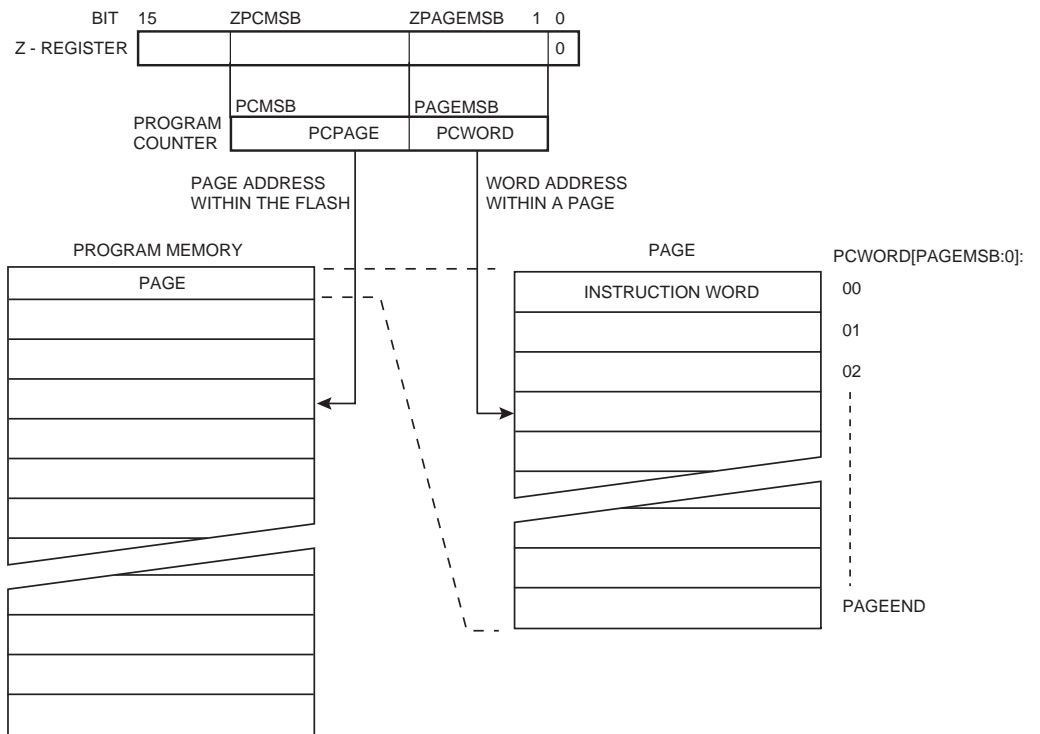 BIT 15 ZPCMSB ZPAGEMSB 1 0
Z - REGISTER 0
PCMSB PAGEMSB
PROGRAM
COUNTER
PCPAGE PCWORD
PAGE ADDRESS
WITHIN THE FLASH
WORD ADDRESS
WITHIN A PAGE
PROGRAM MEMORY
PAGE
PAGE
INSTRUCTION WORD
PCWORD[PAGEMSB:0]:
00
01
02
PAGEEND